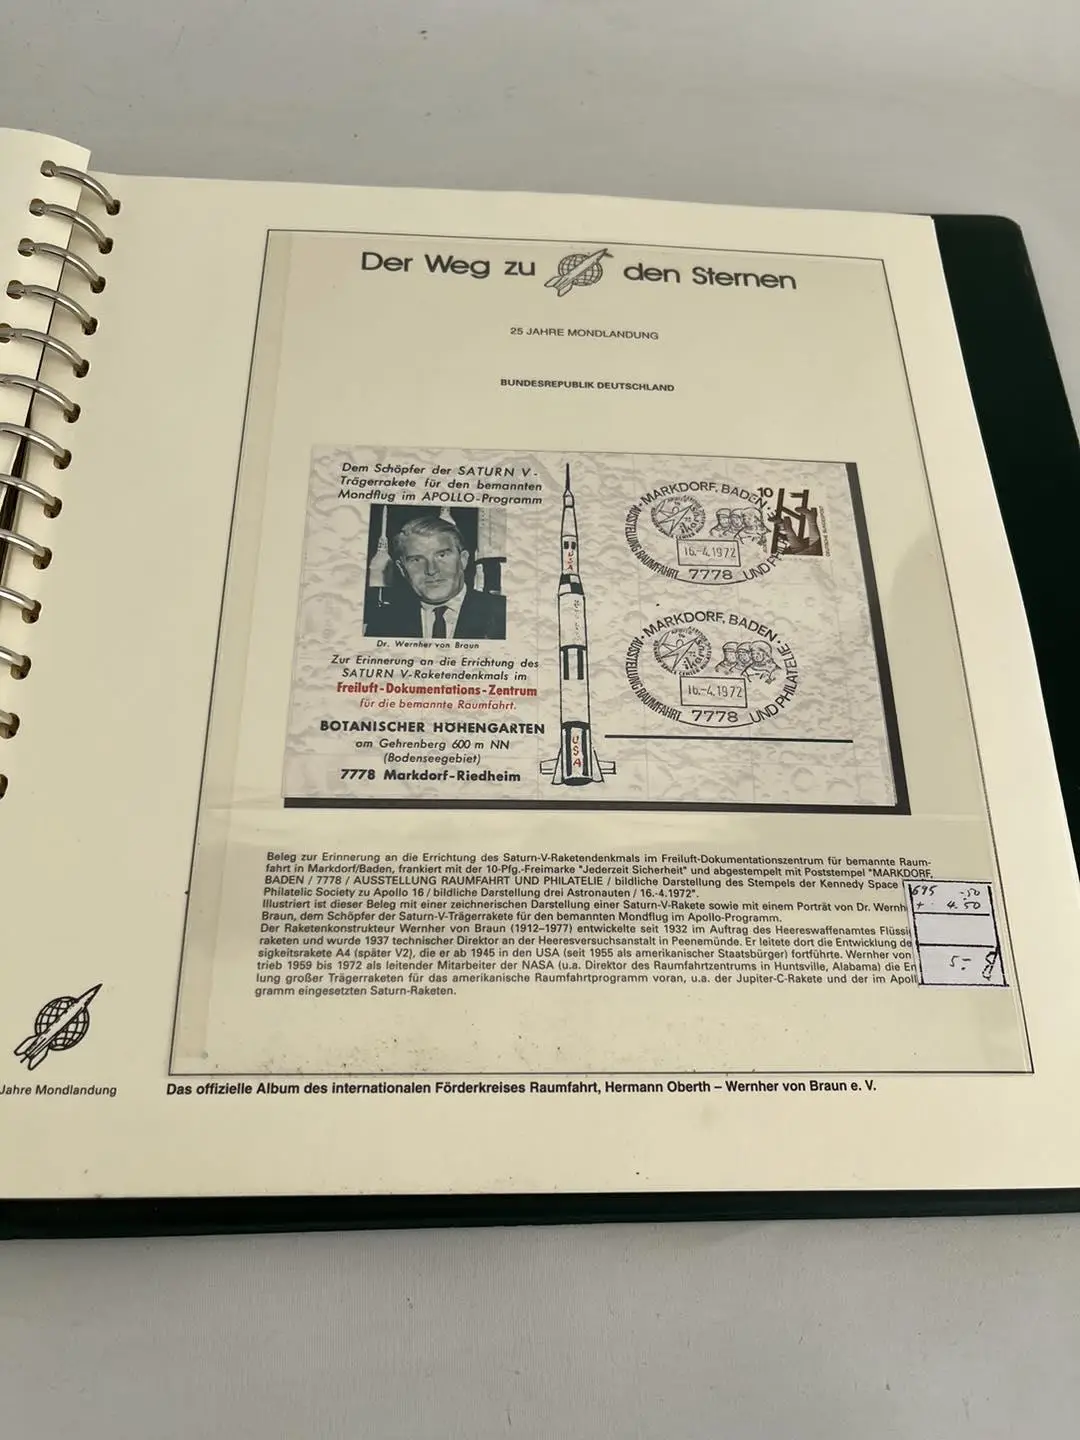 Der Weg zu den Sternen
25 JAHRE MONDLANDUNG
BUNDESREPUBLIK DEUTSCHLAND
Dem Schöpfer der SATURN V-
Trägerrakete für den bemannten
Mondflug im APOLLO-Programm
Dr. Wernher von Braun
Zur Erinnerung an die Errichtung des
SATURN V-Raketendenkmals im
Freiluft-Dokumentations-Zentrum
für die bemannte Raumfahrt.
BOTANISCHER HÖHENGARTEN
am Gehrenberg 600 m NN
(Bodenseegebiet)
7778 Markdorf-Riedheim
USA
USA
10
DEUTSCHE BUNDESPOST
MARKDORF, BADEN
16.-4.1972
AUSSTELLUNG RAUMFAHRT 7778 UND PH
MARKDORF, BADEN
16.-4.1972
AUSSTELLUNG RAUMFAHRT 7778 UND PHILATELIE
Beleg zur Erinnerung an die Errichtung des Saturn-V-Raketendenkmals im Freiluft-Dokumentationszentrum für bemannte Raum-
fahrt in Markdorf/Baden, frankiert mit der 10-Pfg.-Freimarke "Jederzeit Sicherheit" und abgestempelt mit Poststempel "MARKDORF,
BADEN / 7778 / AUSSTELLUNG RAUMFAHRT UND PHILATELIE / bildliche Darstellung des Stempels der Kennedy Space
Philatelic Society zu Apollo 16 / bildliche Darstellung drei Astronauten / 16.-4.1972".
Illustriert ist dieser Beleg mit einer zeichnerischen Darstellung einer Saturn-V-Rakete sowie mit einem Porträt von Dr. Wernh
Braun, dem Schöpfer der Saturn-V-Trägerrakete für den bemannten Mondflug im Apollo-Programm.
Der Raketenkonstrukteur Wernher von Braun (1912–1977) entwickelte seit 1932 im Auftrag des Heereswaffenamtes Flüssi
raketen und wurde 1937 technischer Direktor an der Heeresversuchsanstalt in Peenemünde. Er leitete dort die Entwicklung de
sigkeitsrakete A4 (später V2), die er ab 1945 in den USA (seit 1955 als amerikanischer Staatsbürger) fortführte. Wernher von
trieb 1959 bis 1972 als leitender Mitarbeiter der NASA (u.a. Direktor des Raumfahrtzentrums in Huntsville, Alabama) die En
lung großer Trägerraketen für das amerikanische Raumfahrtprogramm voran, u.a. der Jupiter-C-Rakete und der im Apoll
gramm eingesetzten Saturn-Raketen.
695 -.50
+ 4.50
5.-
Jahre Mondlandung
Das offizielle Album des internationalen Förderkreises Raumfahrt, Hermann Oberth – Wernher von Braun e. V.